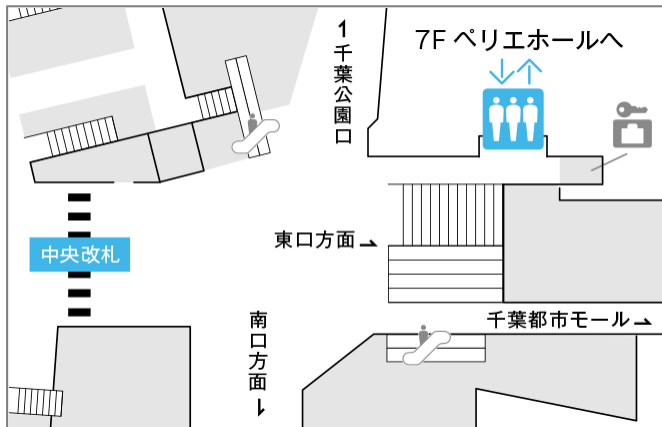 7F ペリエホールへ
千葉公園口
東口方面
中央改札
南口方面
千葉都市モール